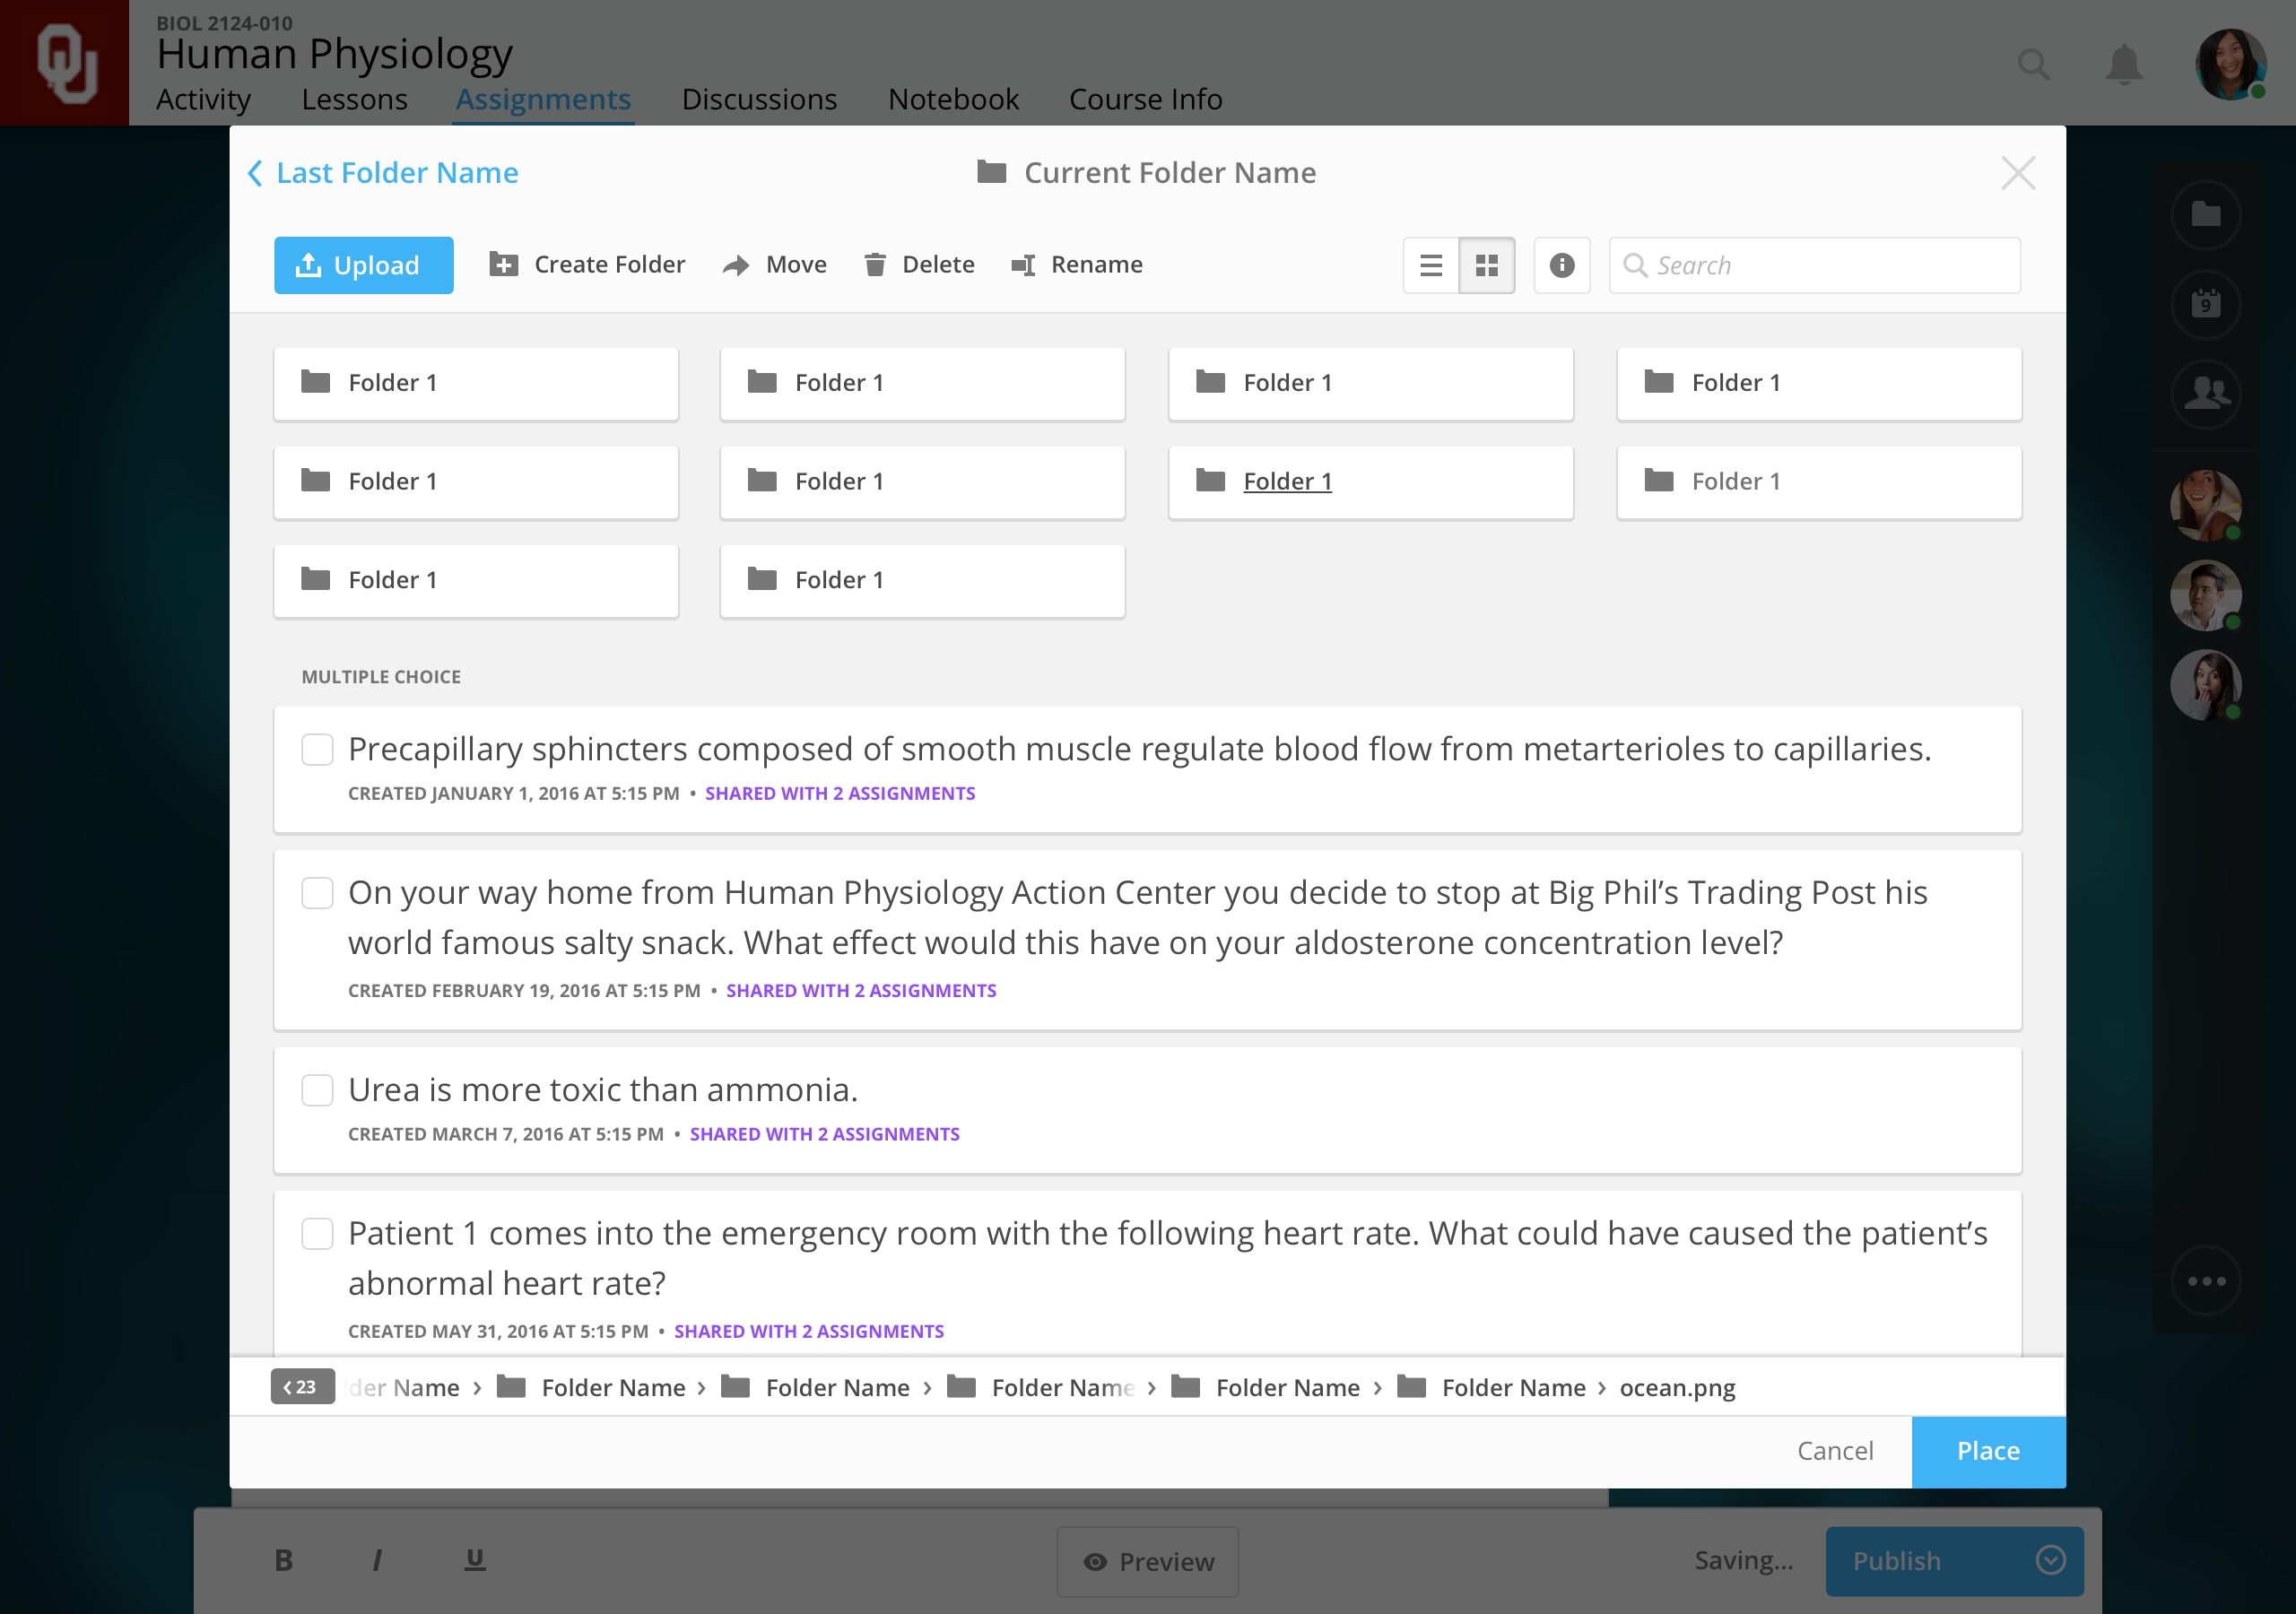 BIOL 2124-010
Human Physiology
Activity Lessons Assignments Discussions Notebook Course Info
Last Folder Name Current Folder Name
Upload Create Folder Move Delete Rename Search
9
Folder 1 Folder 1 Folder 1 Folder 1
Folder 1 Folder 1 Folder 1 Folder 1
Folder 1 Folder 1
MULTIPLE CHOICE
Precapillary sphincters composed of smooth muscle regulate blood flow from metarterioles to capillaries.
CREATED JANUARY 1, 2016 AT 5:15 PM • SHARED WITH 2 ASSIGNMENTS
On your way home from Human Physiology Action Center you decide to stop at Big Phil’s Trading Post his
world famous salty snack. What effect would this have on your aldosterone concentration level?
CREATED FEBRUARY 19, 2016 AT 5:15 PM • SHARED WITH 2 ASSIGNMENTS
Urea is more toxic than ammonia.
CREATED MARCH 7, 2016 AT 5:15 PM • SHARED WITH 2 ASSIGNMENTS
Patient 1 comes into the emergency room with the following heart rate. What could have caused the patient’s
abnormal heart rate?
CREATED MAY 31, 2016 AT 5:15 PM • SHARED WITH 2 ASSIGNMENTS
‹ 23 der Name › Folder Name › Folder Name › Folder Name › Folder Name › Folder Name › ocean.png
Cancel Place
B I U Preview Saving... Publish